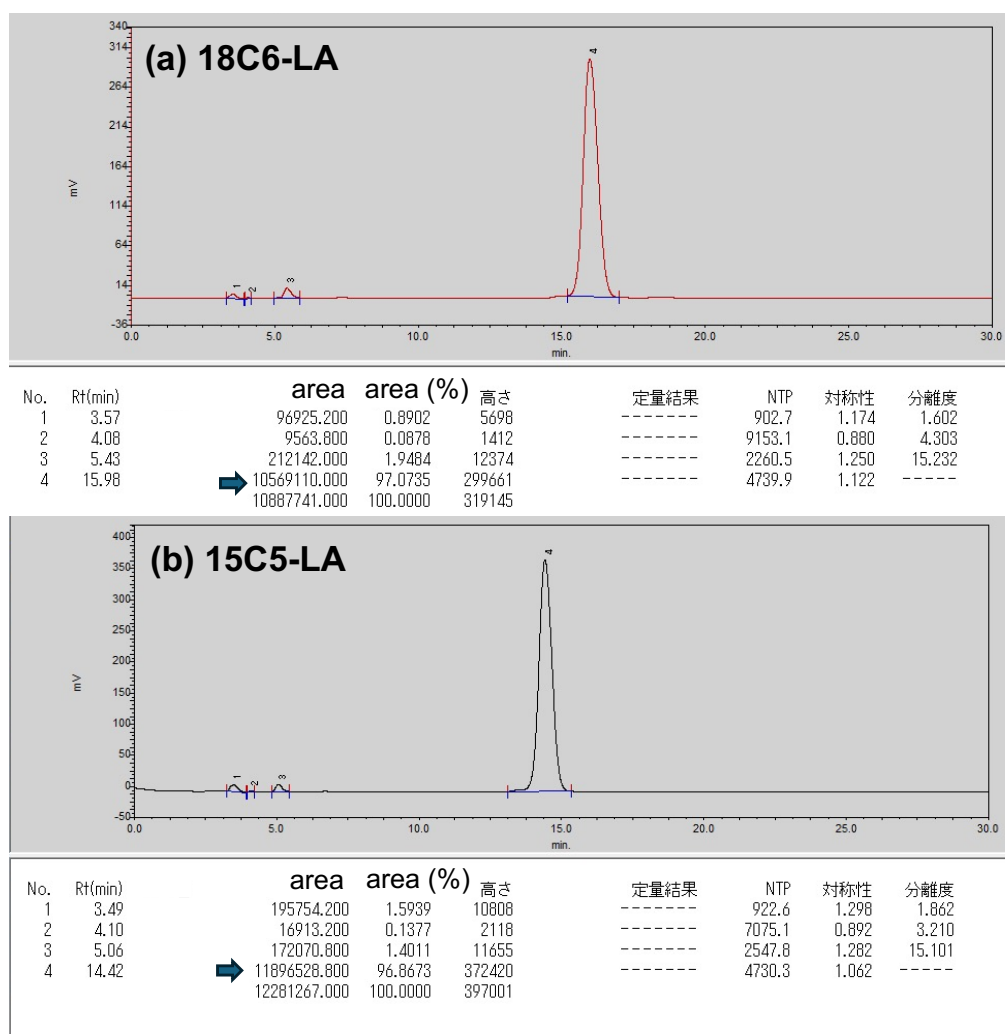 340
314
(a) 18C6-LA
4
264
214
164
mV
114
64
14
1 2 3
-36
0.0 5.0 10.0 15.0 20.0 25.0 30.0
min.
No. Rt(min) area area (%) 高さ 定量結果 NTP 対称性 分離度
1 3.57 96925.200 0.8902 5698 ------- 902.7 1.174 1.602
2 4.08 9563.800 0.0878 1412 ------- 9153.1 0.880 4.303
3 5.43 212142.000 1.9484 12374 ------- 2260.5 1.250 15.232
4 15.98 10569110.000 97.0735 299661 ------- 4739.9 1.122 -----
10887741.000 100.0000 319145
400
(b) 15C5-LA
4
350
300
250
200
mV
150
100
50
0
1 2 3
-50
0.0 5.0 10.0 15.0 20.0 25.0 30.0
min.
No. Rt(min) area area (%) 高さ 定量結果 NTP 対称性 分離度
1 3.49 195754.200 1.5939 10808 ------- 922.6 1.298 1.862
2 4.10 16913.200 0.1377 2118 ------- 7075.1 0.892 3.210
3 5.06 172070.800 1.4011 11655 ------- 2547.8 1.282 15.101
4 14.42 11896528.800 96.8673 372420 ------- 4730.3 1.062 -----
12281267.000 100.0000 397001